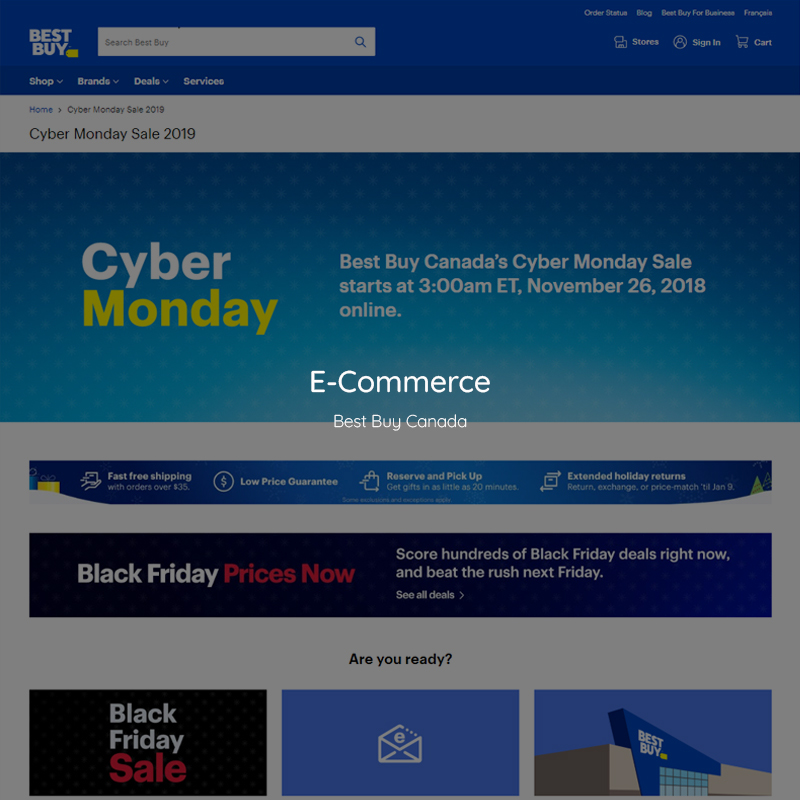 Order Status Blog Best Buy For Business Français
BEST
BUY
Search Best Buy
Stores Sign In Cart
Shop Brands Deals Services
Home > Cyber Monday Sale 2019
Cyber Monday Sale 2019
Cyber
Monday
Best Buy Canada's Cyber Monday Sale
starts at 3:00am ET, November 26, 2018
online.
E-Commerce
Best Buy Canada
Fast free shipping
with orders over $35.
$ Low Price Guarantee
Reserve and Pick Up
Get gifts in as little as 20 minutes.
Extended holiday returns
Return, exchange, or price-match 'til Jan 9.
Some exclusions and exceptions apply.
Black Friday Prices Now
Score hundreds of Black Friday deals right now,
and beat the rush next Friday.
See all deals >
Are you ready?
Black
Friday
Sale
e
BEST
BUY